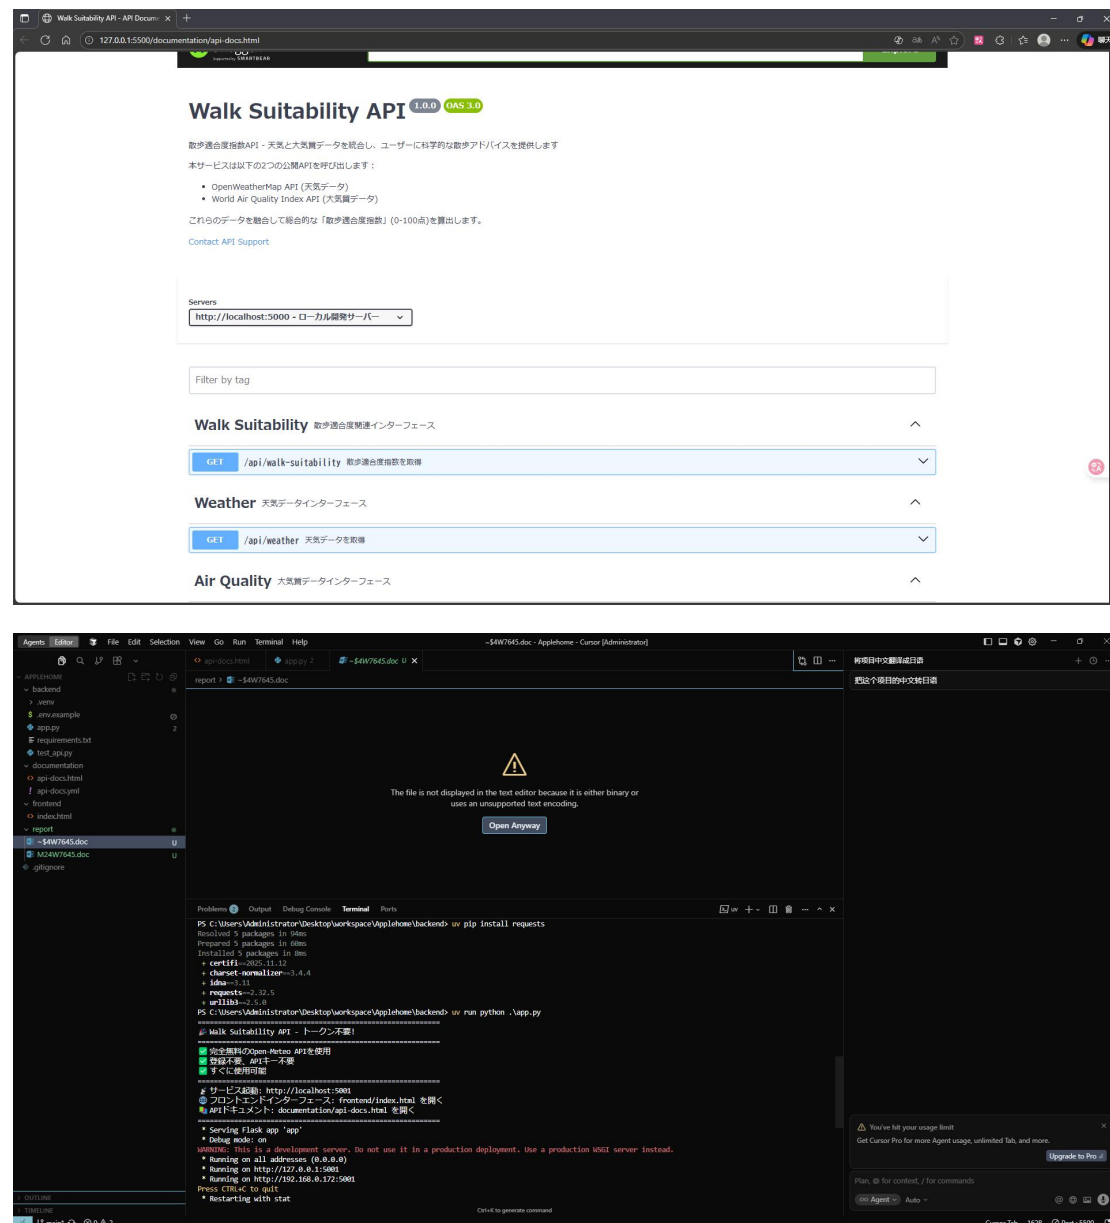 Walk Suitability API - API Docume
127.0.0.1:5500/documentation/api-docs.html
Supported by SMARTBEAR
Walk Suitability API 1.0.0 OAS 3.0
散歩適合度指数API - 天気と大気質データを統合し、ユーザーに科学的な散歩アドバイスを提供します
本サービスは以下の2つの公開APIを呼び出します：
• OpenWeatherMap API (天気データ)
• World Air Quality Index API (大気質データ)
これらのデータを融合して総合的な「散歩適合度指数」(0-100点)を算出します。
Contact API Support
Servers
http://localhost:5000 - ローカル開発サーバー
Filter by tag
Walk Suitability 散歩適合度関連インターフェース
GET /api/walk-suitability 散歩適合度指数を取得
Weather 天気データインターフェース
GET /api/weather 天気データを取得
Air Quality 大気質データインターフェース
Agents Editor File Edit Selection View Go Run Terminal Help
~$4W7645.doc - Applehome - Cursor [Administrator]
APPLEHOME
backend
.venv
.env.example
app.py 2
requirements.txt
test_api.py
documentation
api-docs.html
api-docs.yml
frontend
index.html
report
~$4W7645.doc U
M24W7645.doc U
.gitignore
OUTLINE
TIMELINE
api-docs.html app.py 2 ~$4W7645.doc U
report > ~$4W7645.doc
The file is not displayed in the text editor because it is either binary or
uses an unsupported text encoding.
Open Anyway
Problems 2 Output Debug Console Terminal Ports
uv
PS C:\Users\Administrator\Desktop\workspace\Applehome\backend> uv pip install requests
Resolved 5 packages in 94ms
Prepared 5 packages in 60ms
Installed 5 packages in 8ms
+ certifi==2025.11.12
+ charset-normalizer==3.4.4
+ idna==3.11
+ requests==2.32.5
+ urllib3==2.5.0
PS C:\Users\Administrator\Desktop\workspace\Applehome\backend> uv run python .\app.py
============================================================
🎉 Walk Suitability API - トークン不要!
============================================================
✅ 完全無料のOpen-Meteo APIを使用
✅ 登録不要、APIキー不要
✅ すぐに使用可能
============================================================
サービス起動: http://localhost:5001
🌐 フロントエンドインターフェース: frontend/index.html を開く
📚 APIドキュメント: documentation/api-docs.html を開く
============================================================
* Serving Flask app 'app'
* Debug mode: on
WARNING: This is a development server. Do not use it in a production deployment. Use a production WSGI server instead.
* Running on all addresses (0.0.0.0)
* Running on http://127.0.0.1:5001
* Running on http://192.168.0.172:5001
Press CTRL+C to quit
* Restarting with stat
Ctrl+K to generate command
将项目中文翻译成日语
把这个项目的中文转日语
You've hit your usage limit
Get Cursor Pro for more Agent usage, unlimited Tab, and more.
Upgrade to Pro
Plan, @ for context, / for commands
Agent Auto